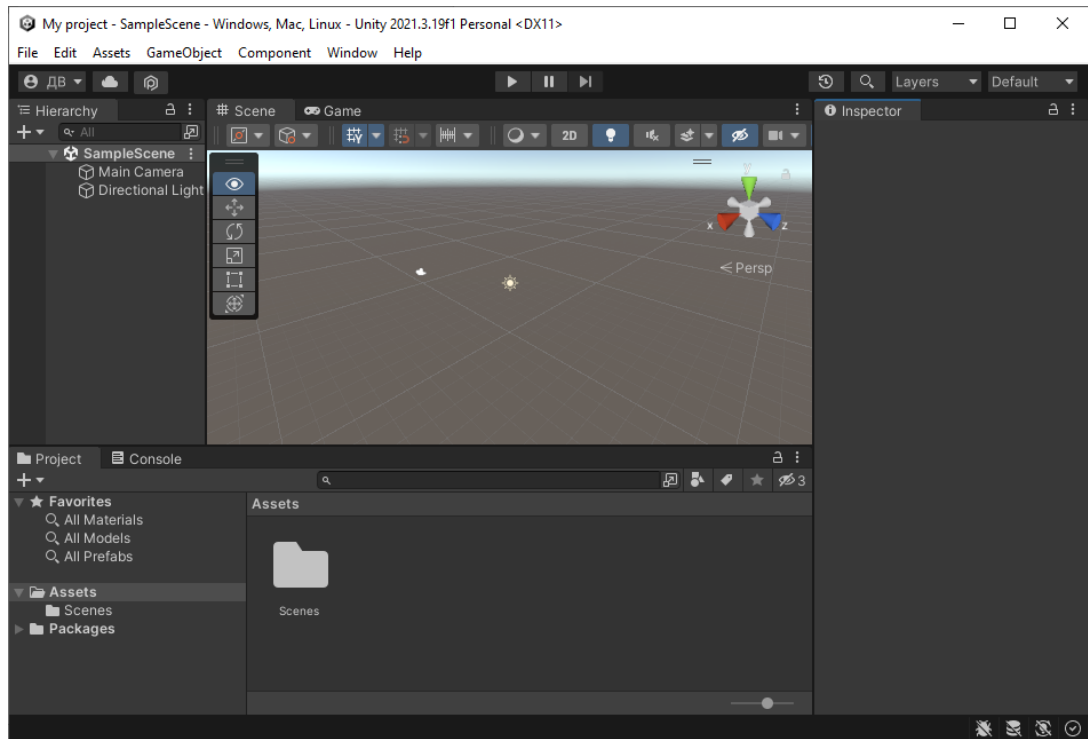 My project - SampleScene - Windows, Mac, Linux - Unity 2021.3.19f1 Personal <DX11>
File Edit Assets GameObject Component Window Help
ДВ Layers Default
Hierarchy
All
SampleScene
Main Camera
Directional Light
Scene Game
2D
y
x z
Persp
Inspector
Project Console
3
Favorites
All Materials
All Models
All Prefabs
Assets
Scenes
Packages
Assets
Scenes